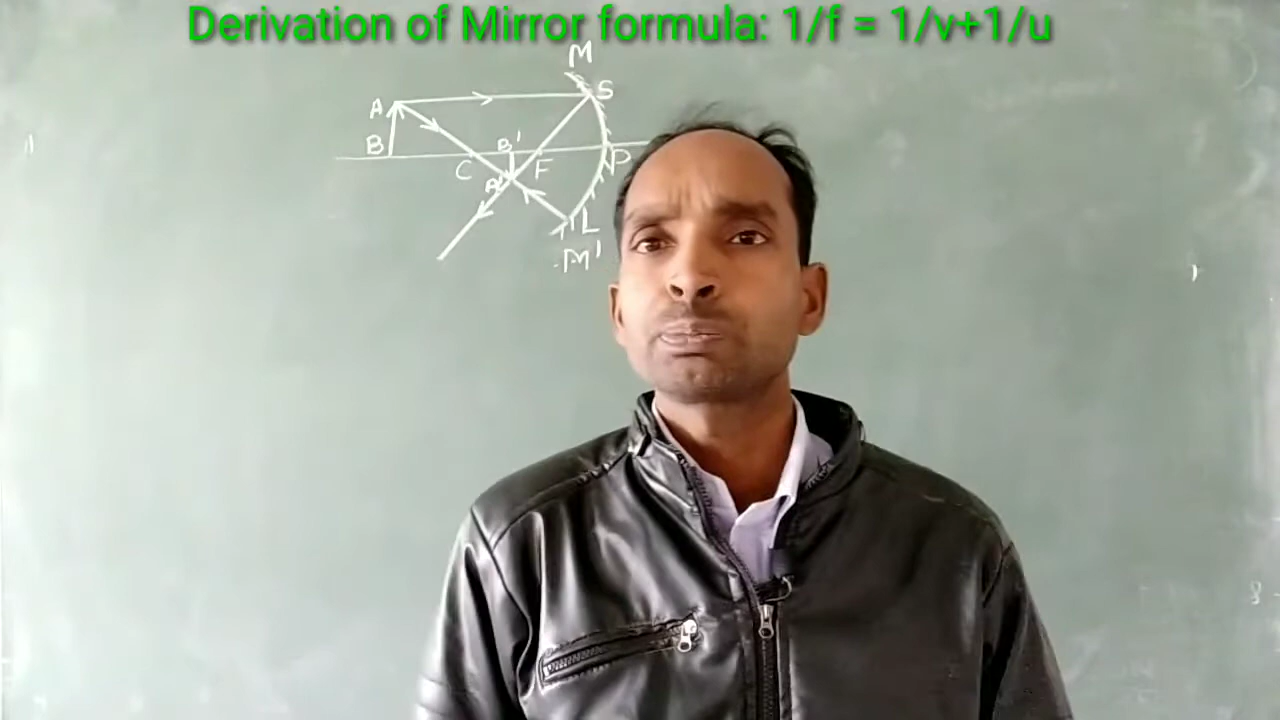 Derivation of Mirror formula: 1/f = 1/v+1/u
M
A S
B B' P
C A' F
L
M'